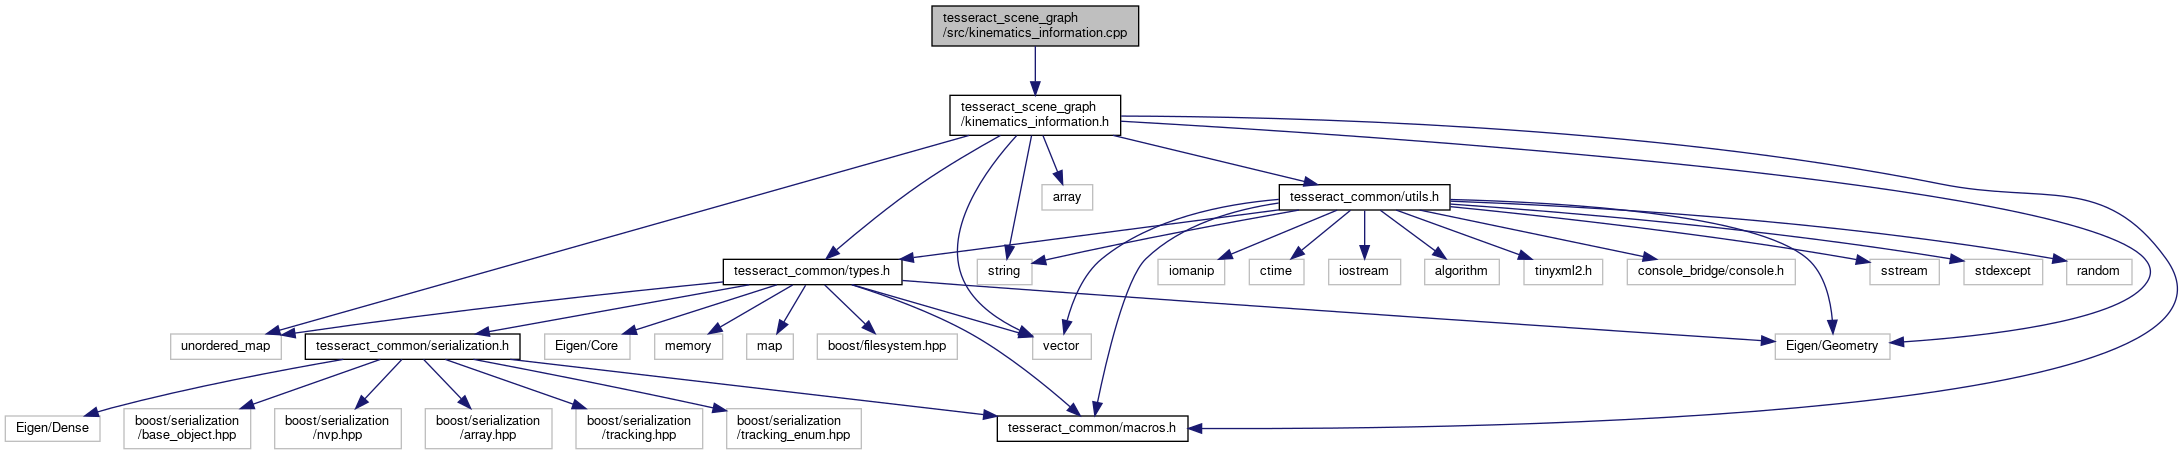 tesseract_scene_graph
/src/kinematics_information.cpp
tesseract_scene_graph
/kinematics_information.h
array
tesseract_common/utils.h
tesseract_common/types.h
string
iomanip
ctime
iostream
algorithm
tinyxml2.h
console_bridge/console.h
sstream
stdexcept
random
unordered_map
tesseract_common/serialization.h
Eigen/Core
memory
map
boost/filesystem.hpp
vector
Eigen/Geometry
Eigen/Dense
boost/serialization
/base_object.hpp
boost/serialization
/nvp.hpp
boost/serialization
/array.hpp
boost/serialization
/tracking.hpp
boost/serialization
/tracking_enum.hpp
tesseract_common/macros.h